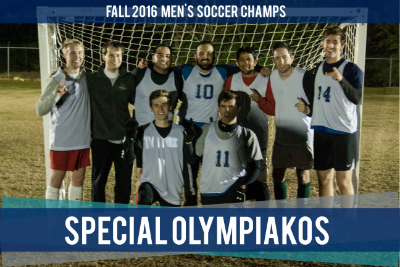 FALL 2016 MEN'S SOCCER CHAMPS
10
14
11
SPECIAL OLYMPIAKOS